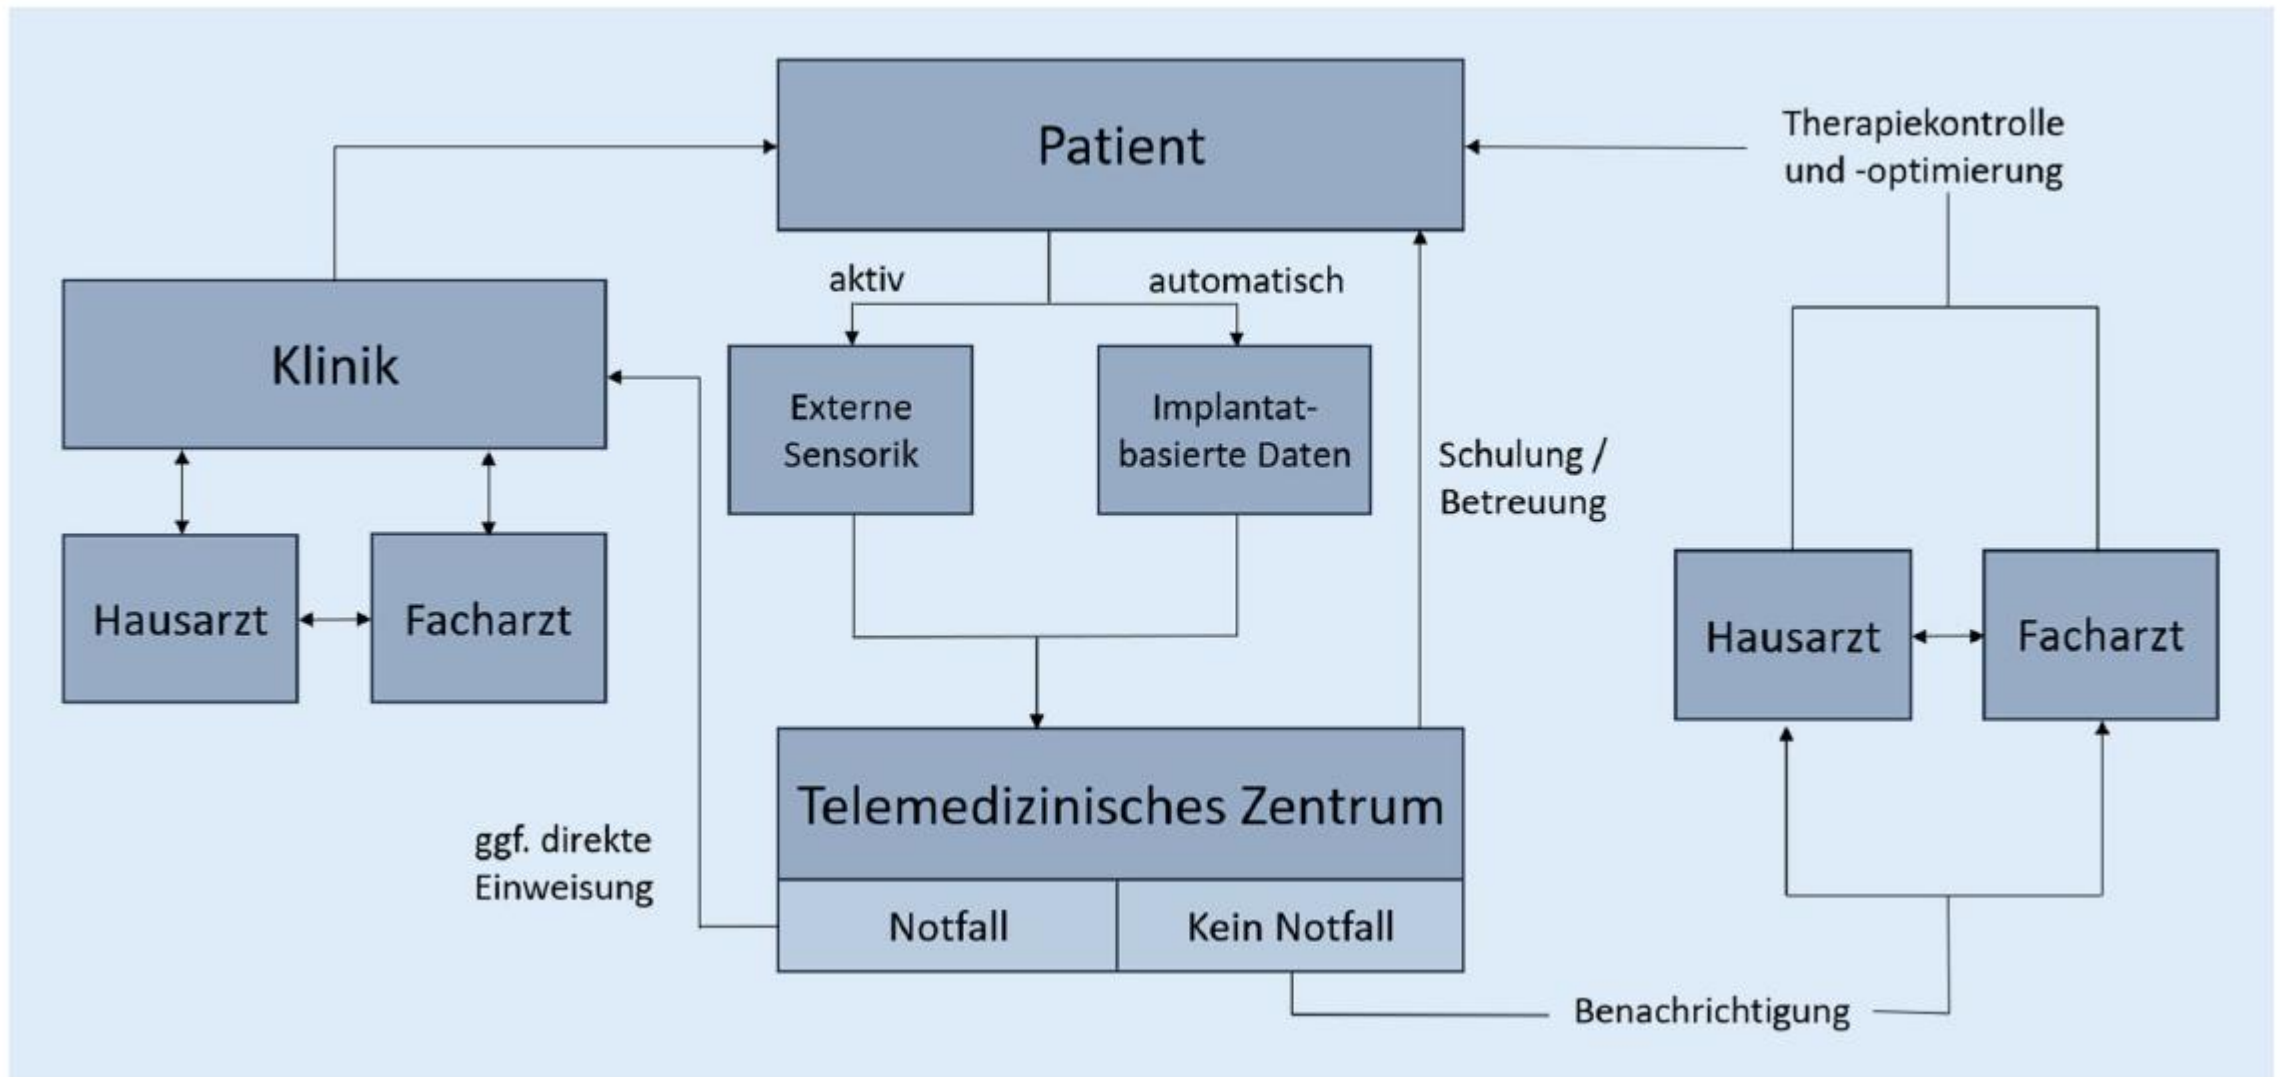 Patient
Therapiekontrolle
und -optimierung
aktiv
automatisch
Klinik
Externe
Sensorik
Implantat-
basierte Daten
Schulung /
Betreuung
Hausarzt
Facharzt
Hausarzt
Facharzt
Telemedizinisches Zentrum
ggf. direkte
Einweisung
Notfall
Kein Notfall
Benachrichtigung